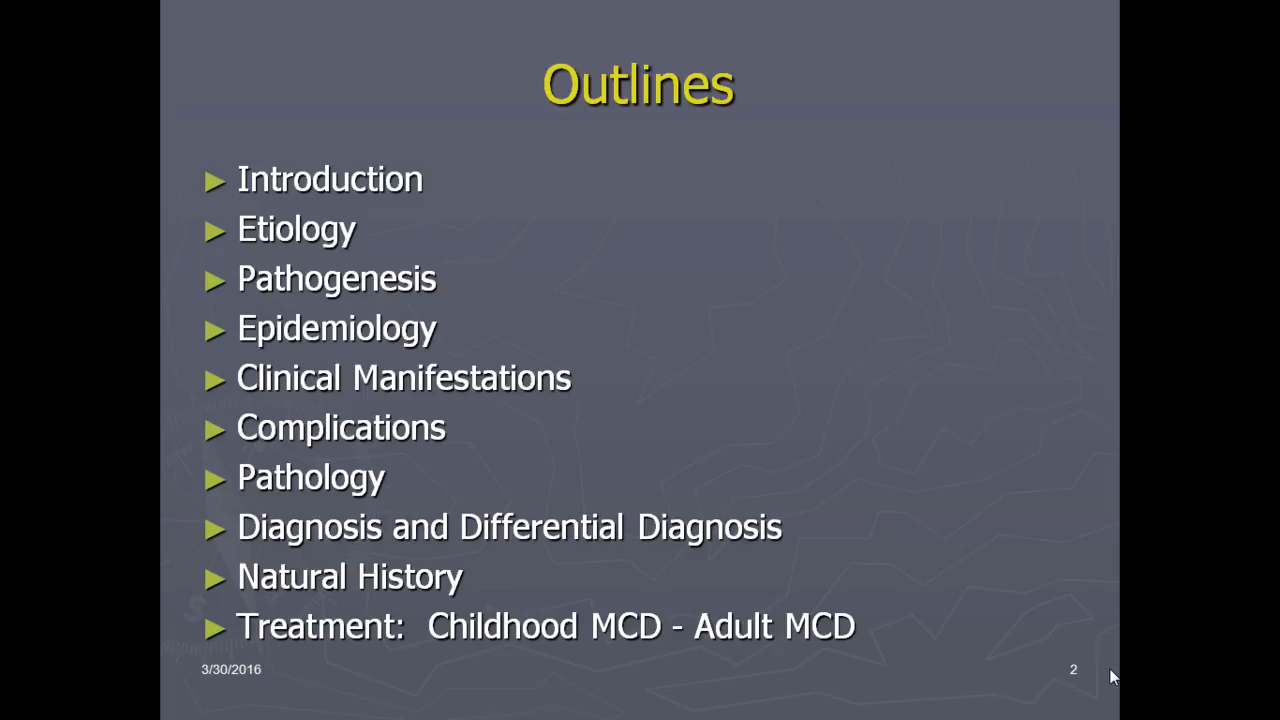 Outlines
► Introduction
► Etiology
► Pathogenesis
► Epidemiology
► Clinical Manifestations
► Complications
► Pathology
► Diagnosis and Differential Diagnosis
► Natural History
► Treatment: Childhood MCD - Adult MCD
3/30/2016
2
S